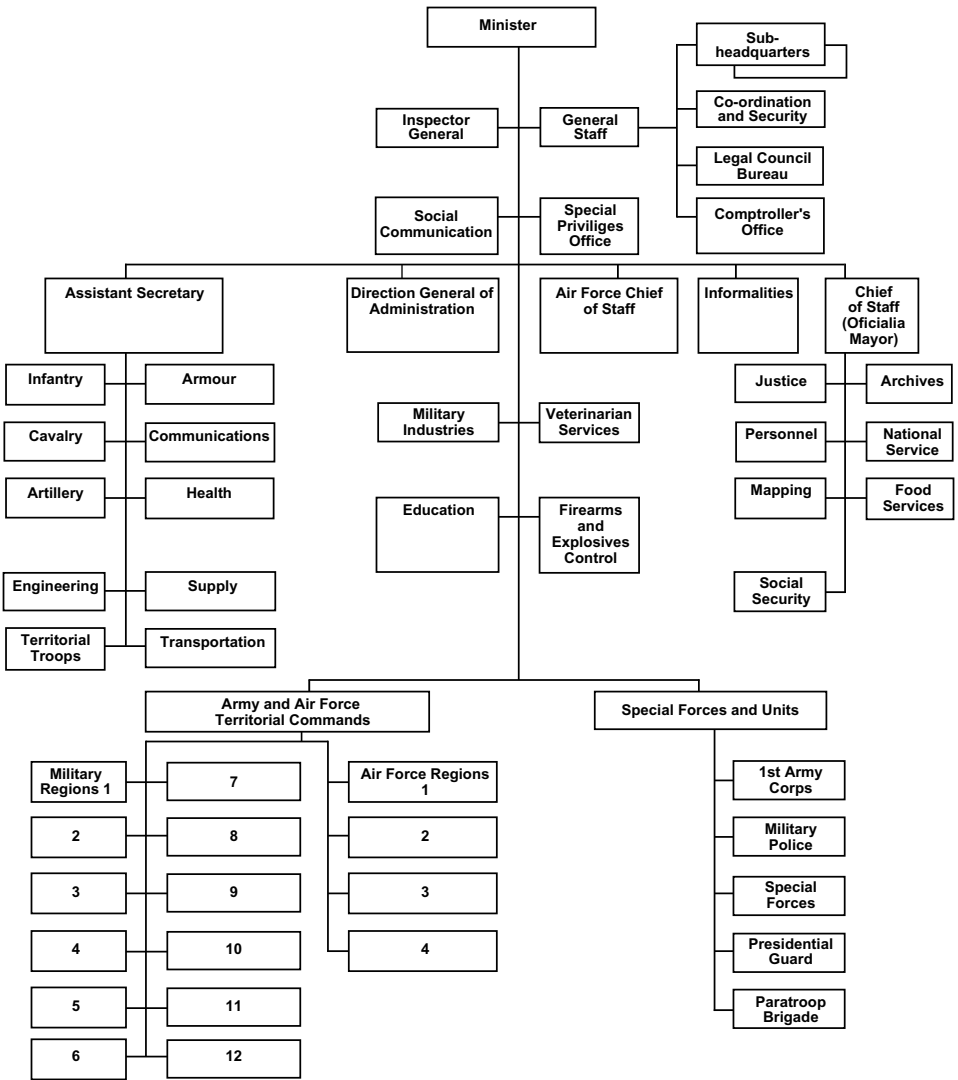 Minister
Sub-
headquarters
Co-ordination
and Security
Inspector
General
General
Staff
Legal Council
Bureau
Social
Communication
Special
Priviliges
Office
Comptroller's
Office
Assistant Secretary
Direction General of
Administration
Air Force Chief
of Staff
Informalities
Chief
of Staff
(Oficialia
Mayor)
Infantry
Armour
Justice
Archives
Cavalry
Communications
Military
Industries
Veterinarian
Services
Personnel
National
Service
Artillery
Health
Education
Firearms
and
Explosives
Control
Mapping
Food
Services
Engineering
Supply
Social
Security
Territorial
Troops
Transportation
Army and Air Force
Territorial Commands
Special Forces and Units
Military
Regions 1
7
Air Force Regions
1
1st Army
Corps
2
8
2
Military
Police
3
9
3
Special
Forces
4
10
4
Presidential
Guard
5
11
Paratroop
Brigade
6
12